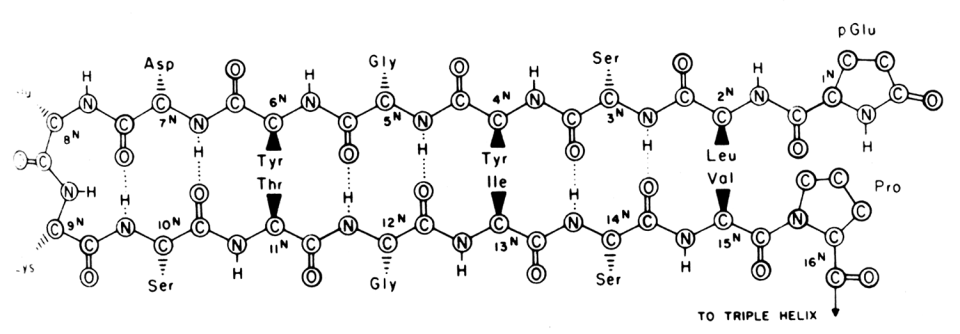 pGlu
Asp O Gly O Ser O C C
H H H H
N C C 6ᴺ N C C 4ᴺ N C C 2ᴺ N 1ᴺ C C O
C 8ᴺ C 7ᴺ N C C 5ᴺ N C C 3ᴺ N C C N
H H H H
O C O Tyr O Tyr O Leu O
N H H Thr H O Ile H O Val C C Pro
C 9ᴺ N 10ᴺ C C N 12ᴺ C C N 14ᴺ C C N C
C C N 11ᴺ C C N 13ᴺ C C N 15ᴺ C C
O Ser H O Gly H O Ser H O 16ᴺ C O
TO TRIPLE HELIX